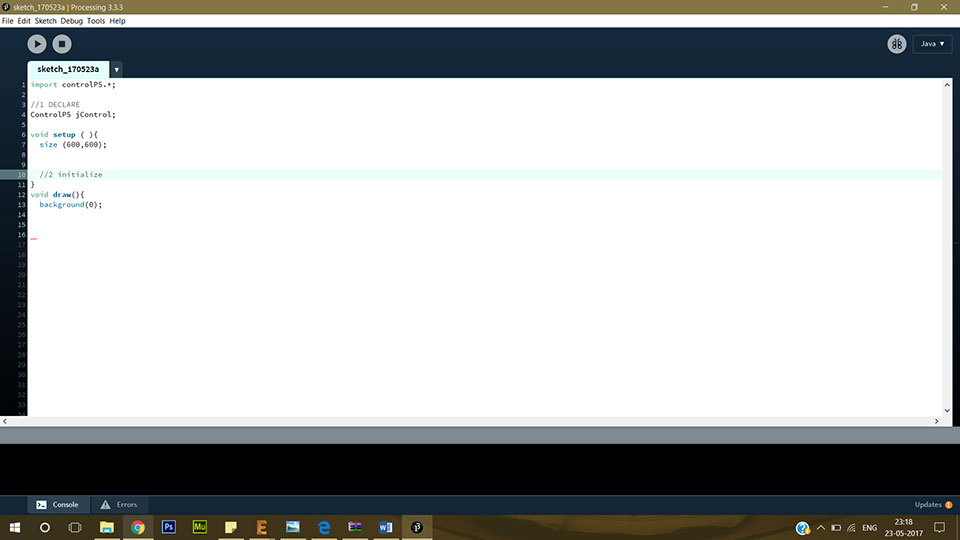 sketch_170523a | Processing 3.3.3
File Edit Sketch Debug Tools Help
Java ▼
sketch_170523a ▼
1 import controlP5.*;
2
3 //1 DECLARE
4 ControlP5 jControl;
5
6 void setup ( ){
7 size (600,600);
8
9
10 //2 initialize
11 }
12 void draw(){
13 background(0);
14
15
16
17
18
19
20
21
22
23
24
25
26
27
28
29
30
31
32
33
Console Errors Updates 1
Ps Mu ENG 23:18
23-05-2017